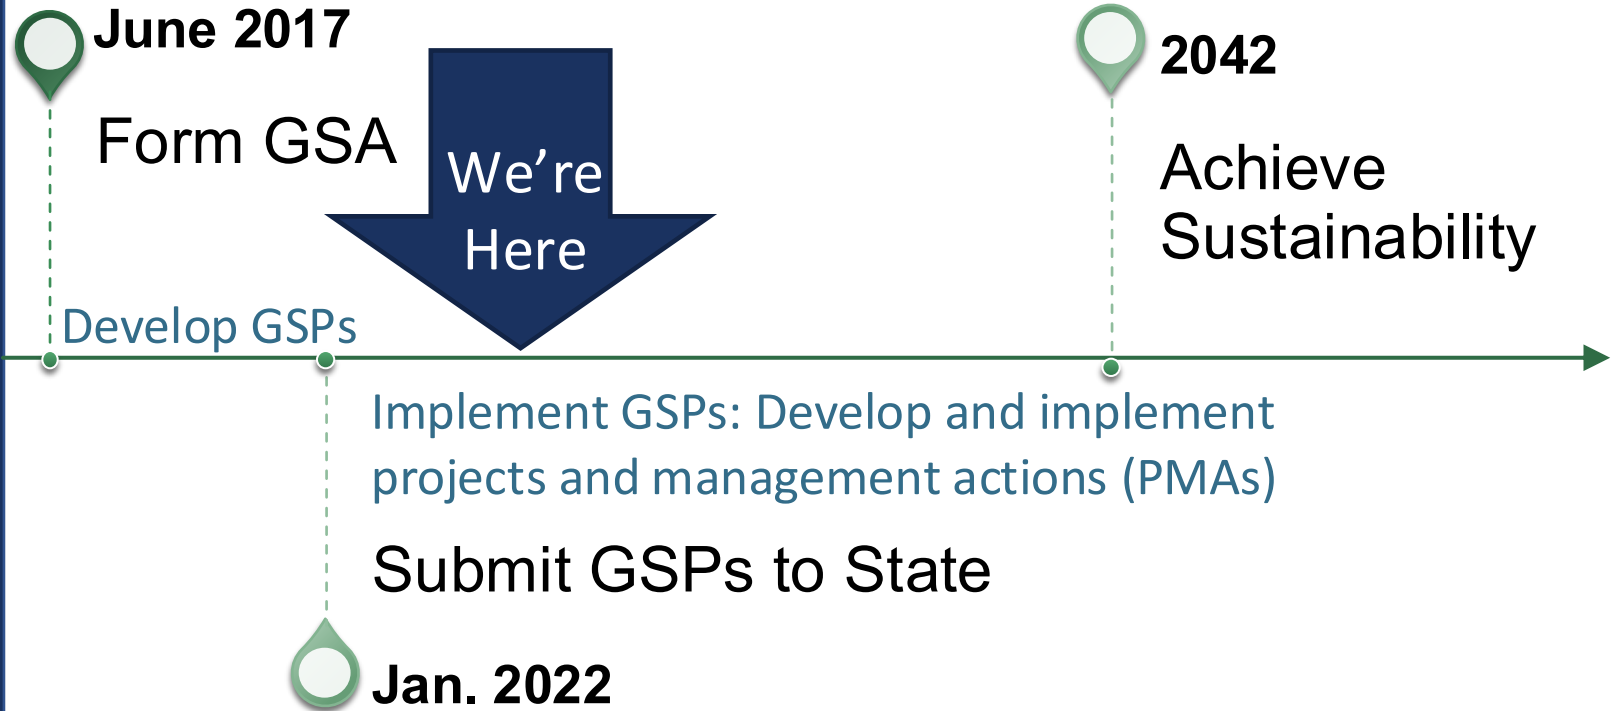 June 2017
Form GSA
We’re
Here
2042
Achieve
Sustainability
Develop GSPs
Implement GSPs: Develop and implement
projects and management actions (PMAs)
Submit GSPs to State
Jan. 2022